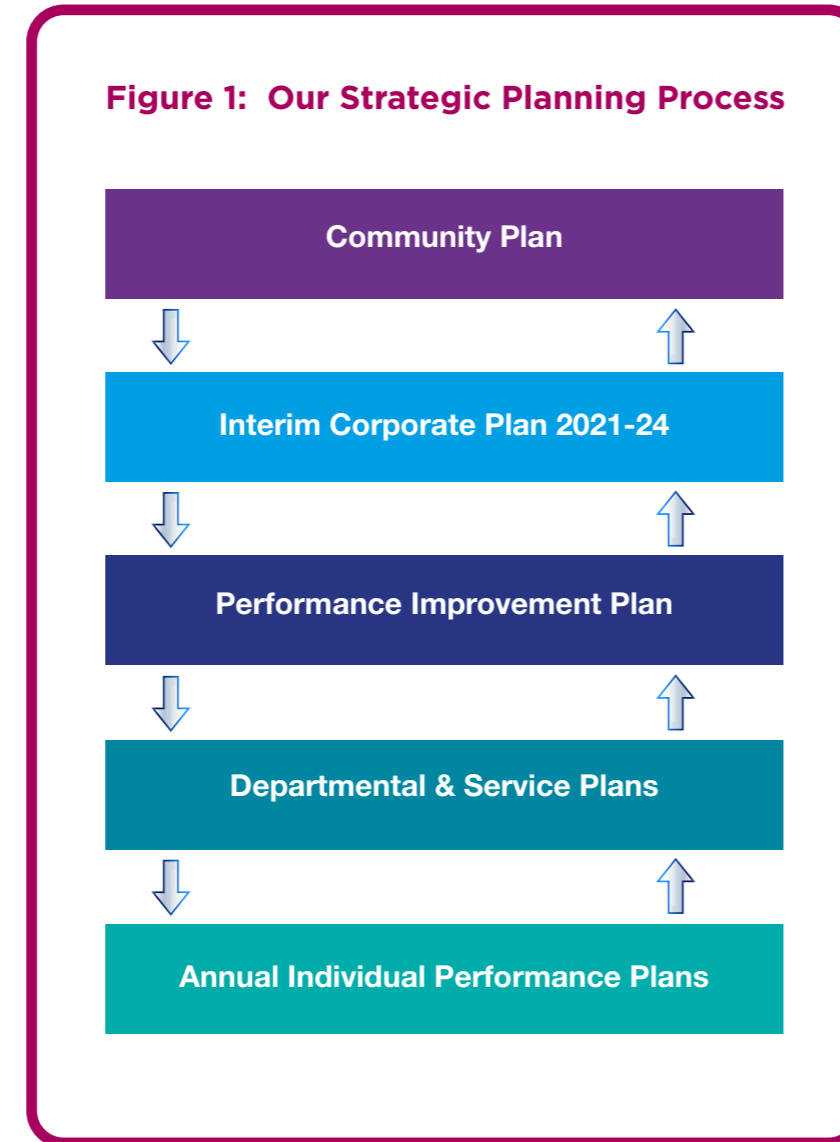 Figure 1: Our Strategic Planning Process
Community Plan
Interim Corporate Plan 2021-24
Performance Improvement Plan
Departmental & Service Plans
Annual Individual Performance Plans